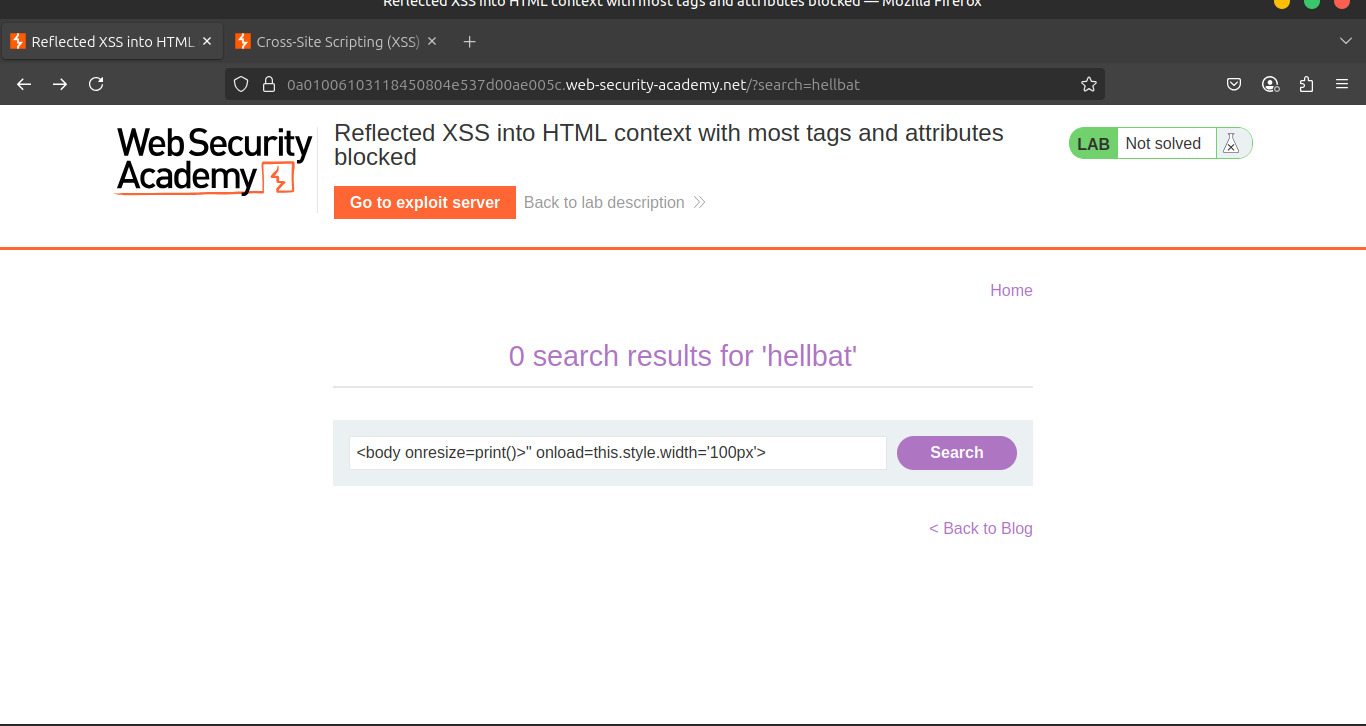 Reflected XSS into HTML context with most tags and attributes blocked — Mozilla Firefox
Reflected XSS into HTML
Cross-Site Scripting (XSS)
0a01006103118450804e537d00ae005c.web-security-academy.net/?search=hellbat
Web Security
Academy
Reflected XSS into HTML context with most tags and attributes
blocked
LAB Not solved
Go to exploit server Back to lab description
Home
0 search results for 'hellbat'
<body onresize=print()>" onload=this.style.width='100px'>
Search
< Back to Blog